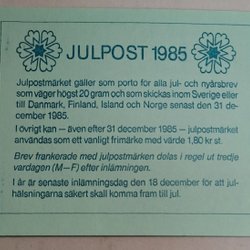 JULPOST 1985
Julpostmärket gäller som porto för alla jul- och nyårsbrev
som väger högst 20 gram och som skickas inom Sverige eller
till Danmark, Finland, Island och Norge senast den 31 de-
cember 1985.
I övrigt kan — även efter 31 december 1985 — julpostmärket
användas som ett vanligt frimärke med värde 1,80 kr st.
Brev frankerade med julpostmärken delas i regel ut tredje
vardagen (M—F) efter inlämningen.
I år är senaste inlämningsdag den 18 december för att jul-
hälsningarna säkert skall komma fram till jul.